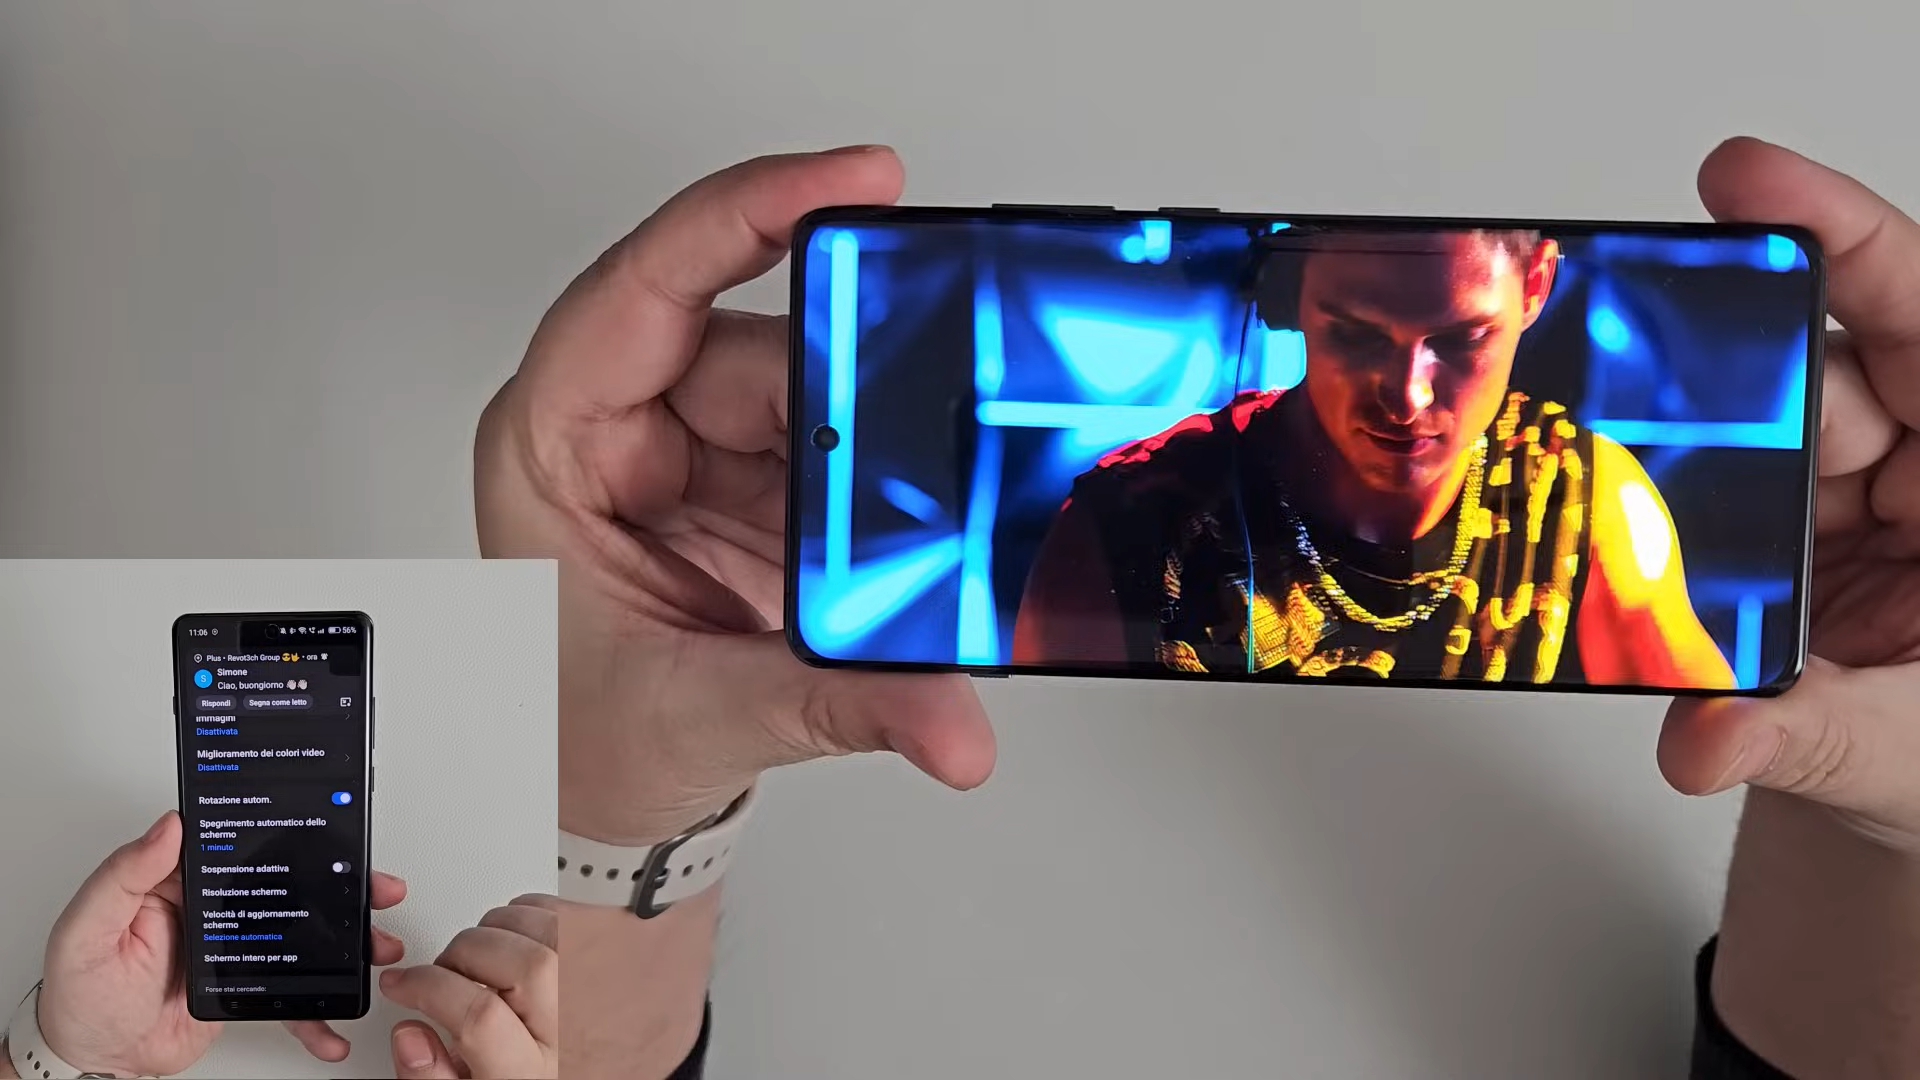 11:06 56%
Plus • Revot3ch Group 😎🤟 • ora
S Simone
Ciao, buongiorno 👋🏻👋🏻
Rispondi Segna come letto
immagini
Disattivata
Miglioramento dei colori video
Disattivata
Rotazione autom.
Spegnimento automatico dello
schermo
1 minuto
Sospensione adattiva
Risoluzione schermo
Velocità di aggiornamento
schermo
Selezione automatica
Schermo intero per app
Forse stai cercando: